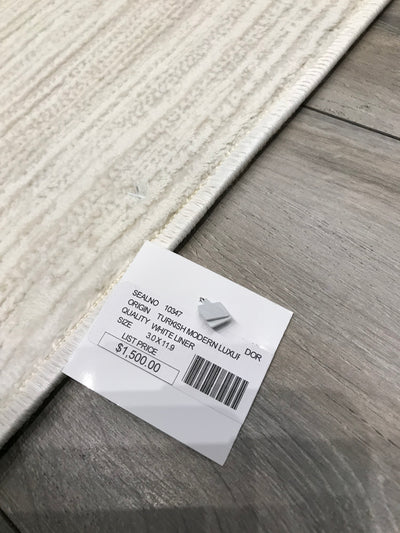 SEALNO 10347
ORIGIN TURKISH MODERN LLUXUR DOR
QUALITY WHITE LINER
SIZE 3.0 X 11.9
LIST PRICE
$1,500.00